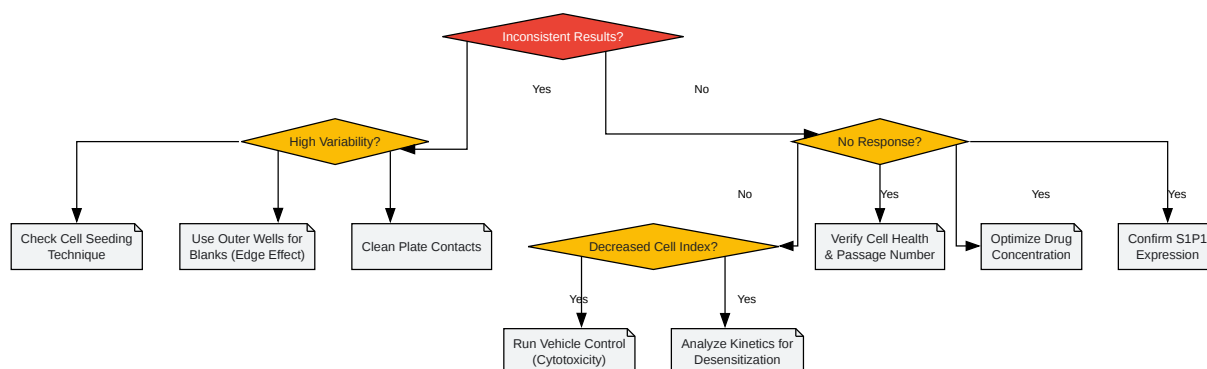 Inconsistent Results?
Yes
No
High Variability?
No Response?
No
Yes
Yes
Yes
Check Cell Seeding
Technique
Use Outer Wells for
Blanks (Edge Effect)
Clean Plate Contacts
Decreased Cell Index?
Verify Cell Health
& Passage Number
Optimize Drug
Concentration
Confirm S1P1
Expression
Yes
Yes
Run Vehicle Control
(Cytotoxicity)
Analyze Kinetics for
Desensitization